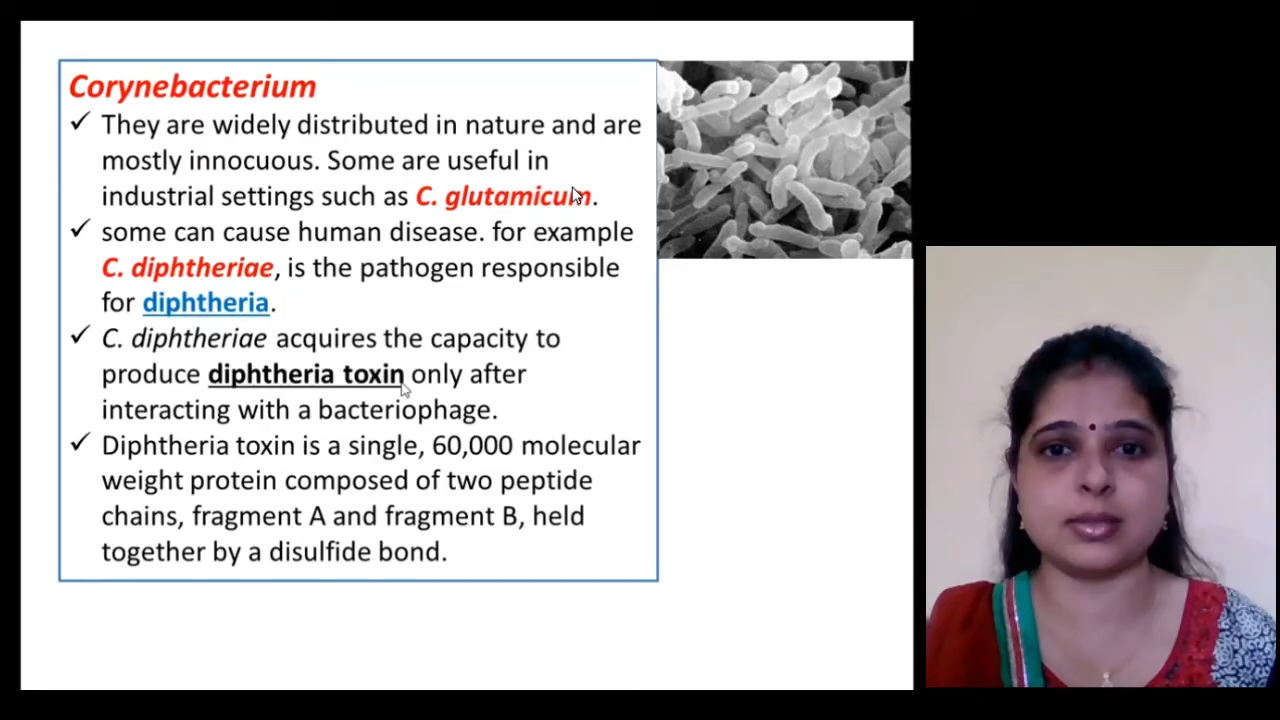 Corynebacterium
✓ They are widely distributed in nature and are
mostly innocuous. Some are useful in
industrial settings such as C. glutamicum.
✓ some can cause human disease. for example
C. diphtheriae, is the pathogen responsible
for diphtheria.
✓ C. diphtheriae acquires the capacity to
produce diphtheria toxin only after
interacting with a bacteriophage.
✓ Diphtheria toxin is a single, 60,000 molecular
weight protein composed of two peptide
chains, fragment A and fragment B, held
together by a disulfide bond.